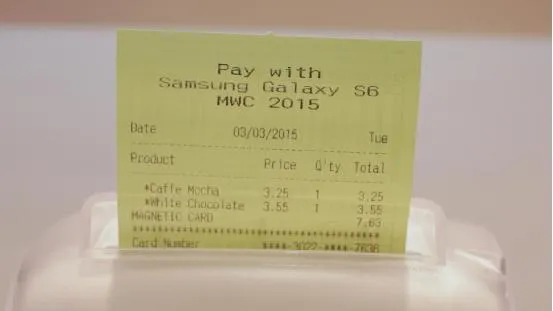 Pay with
Samsung Galaxy S6
MWC 2015
Date 03/03/2015 Tue
Product Price Q'ty Total
*Caffe Mocha 3.25 1 3.25
*White Chocolate 3.55 1 3.55
MAGNETIC CARD 7.63
****************************************
Card Number ****-3022-****-7636